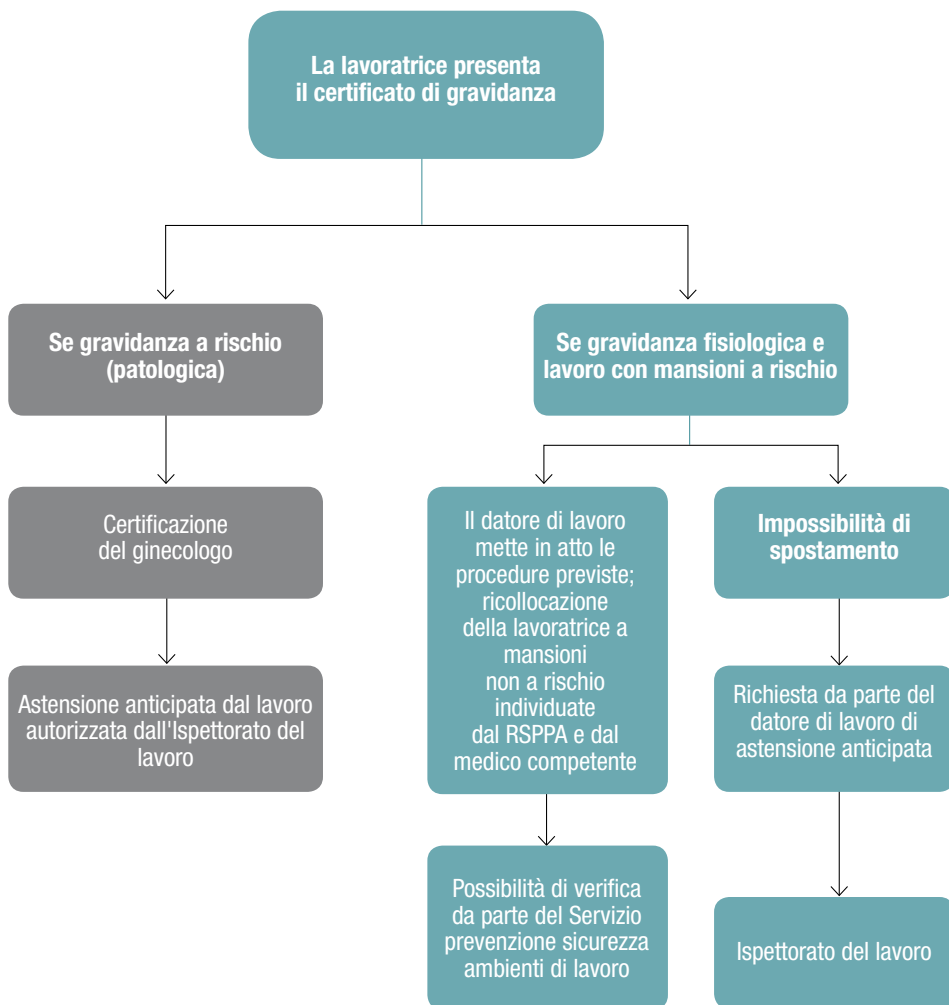 La lavoratrice presenta
il certificato di gravidanza
Se gravidanza a rischio
(patologica)
Se gravidanza fisiologica e
lavoro con mansioni a rischio
Certificazione
del ginecologo
Il datore di lavoro
mette in atto le
procedure previste;
ricollocazione
della lavoratrice a
mansioni
non a rischio
individuate
dal RSPPA e dal
medico competente
Impossibilità di
spostamento
Astensione anticipata dal lavoro
autorizzata dall'Ispettorato del
lavoro
Richiesta da parte del
datore di lavoro di
astensione anticipata
Possibilità di verifica
da parte del Servizio
prevenzione sicurezza
ambienti di lavoro
Ispettorato del lavoro